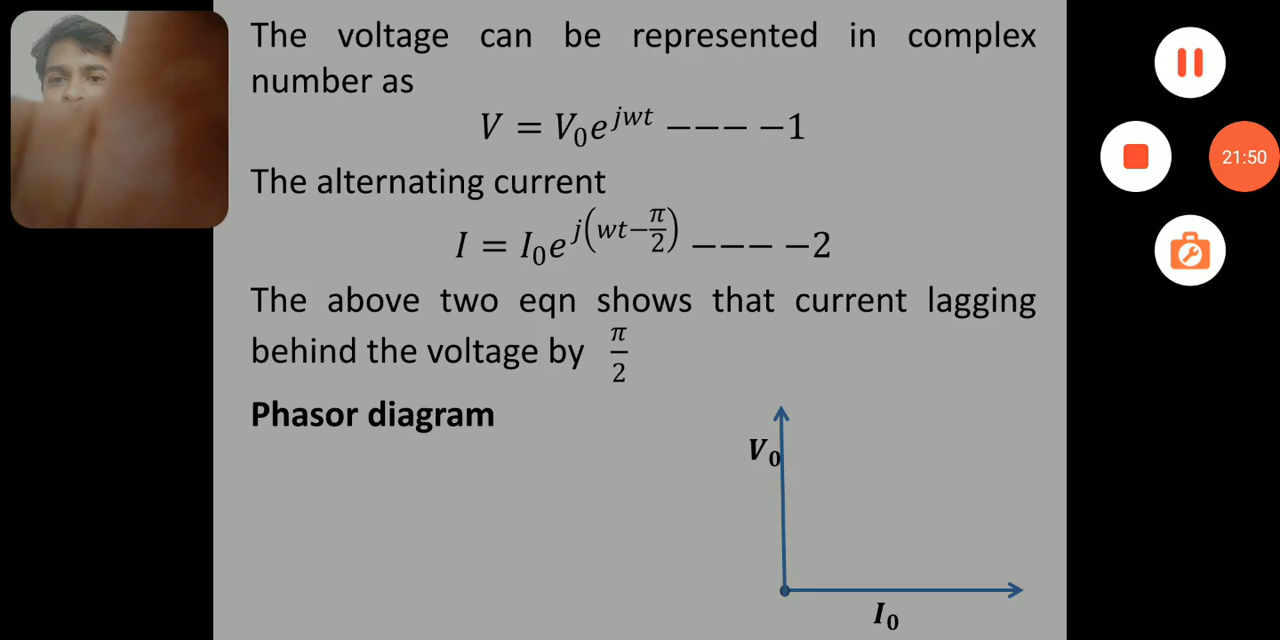 The voltage can be represented in complex
number as
V = V₀e^{jwt} −−−− −1
The alternating current
I = I₀e^{j(wt−π/2)} −−−− −2
The above two eqn shows that current lagging
behind the voltage by π/2
Phasor diagram
V₀
I₀
21:50